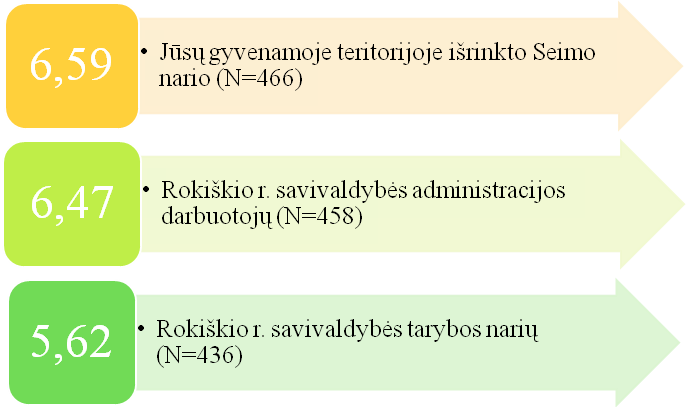 6,59
• Jūsų gyvenamoje teritorijoje išrinkto Seimo
nario (N=466)
6,47
• Rokiškio r. savivaldybės administracijos
darbuotojų (N=458)
5,62
• Rokiškio r. savivaldybės tarybos narių
(N=436)